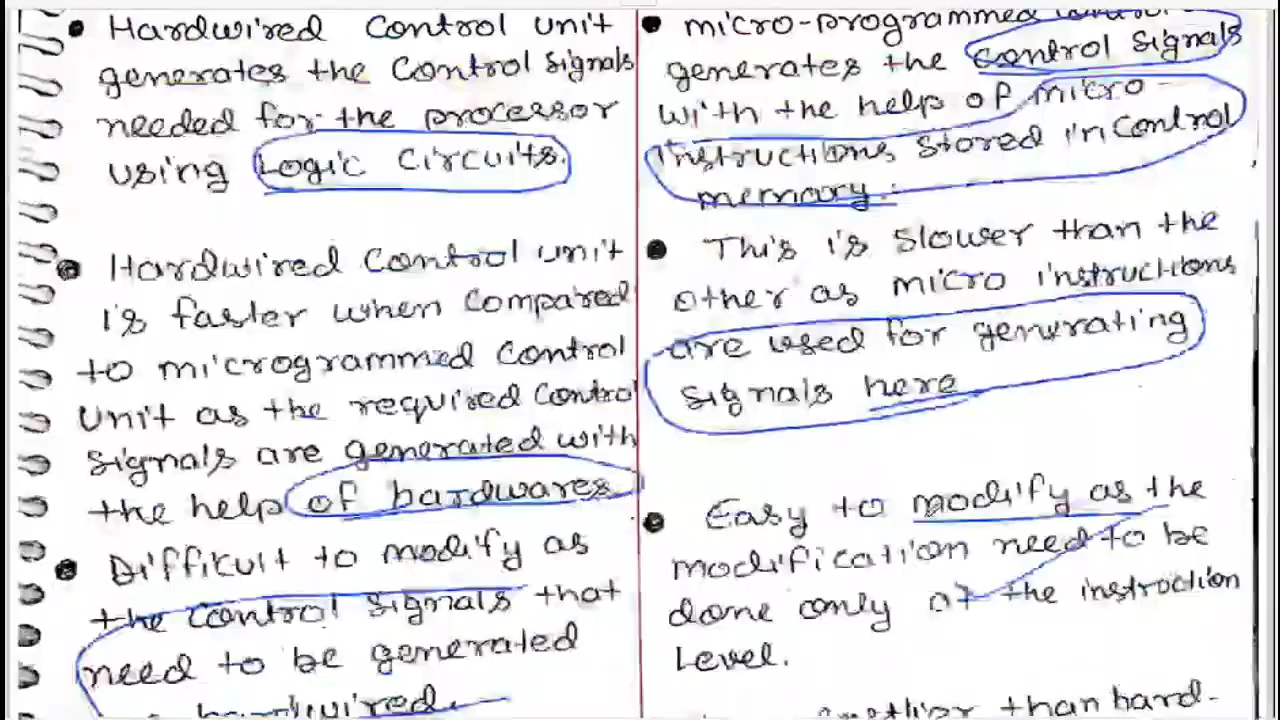 • Hardwired Control unit
generates the Control Signals
needed for the processor
using Logic Circuits.
• Hardwired Control unit
is faster when compared
to microgrammed Control
Unit as the required Control
Signals are generated with
the help of hardwares
• Difficult to modify as
the control signals that
need to be generated
hardwired.
• micro-programmed control
generates the Control Signals
with the help of micro
instructions stored in Control
memory.
• This is slower than the
other as micro instructions
are used for generating
signals here
• Easy to modify as the
modification need to be
done only at the instruction
Level.
than hard-